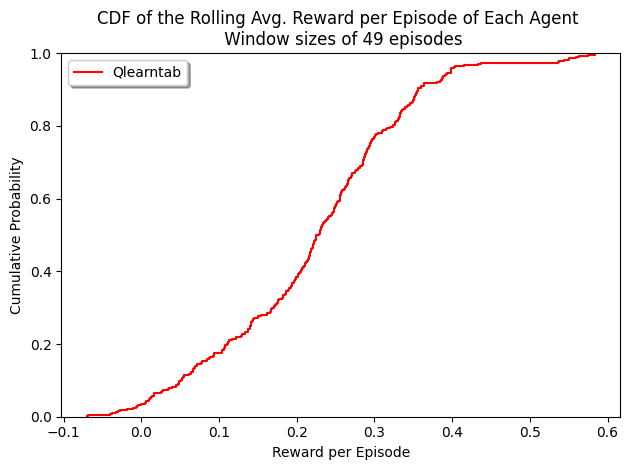 CDF of the Rolling Avg. Reward per Episode of Each Agent
Window sizes of 49 episodes
Qlearntab
1.0
0.8
0.6
0.4
0.2
0.0
Cumulative Probability
−0.1 0.0 0.1 0.2 0.3 0.4 0.5 0.6
Reward per Episode